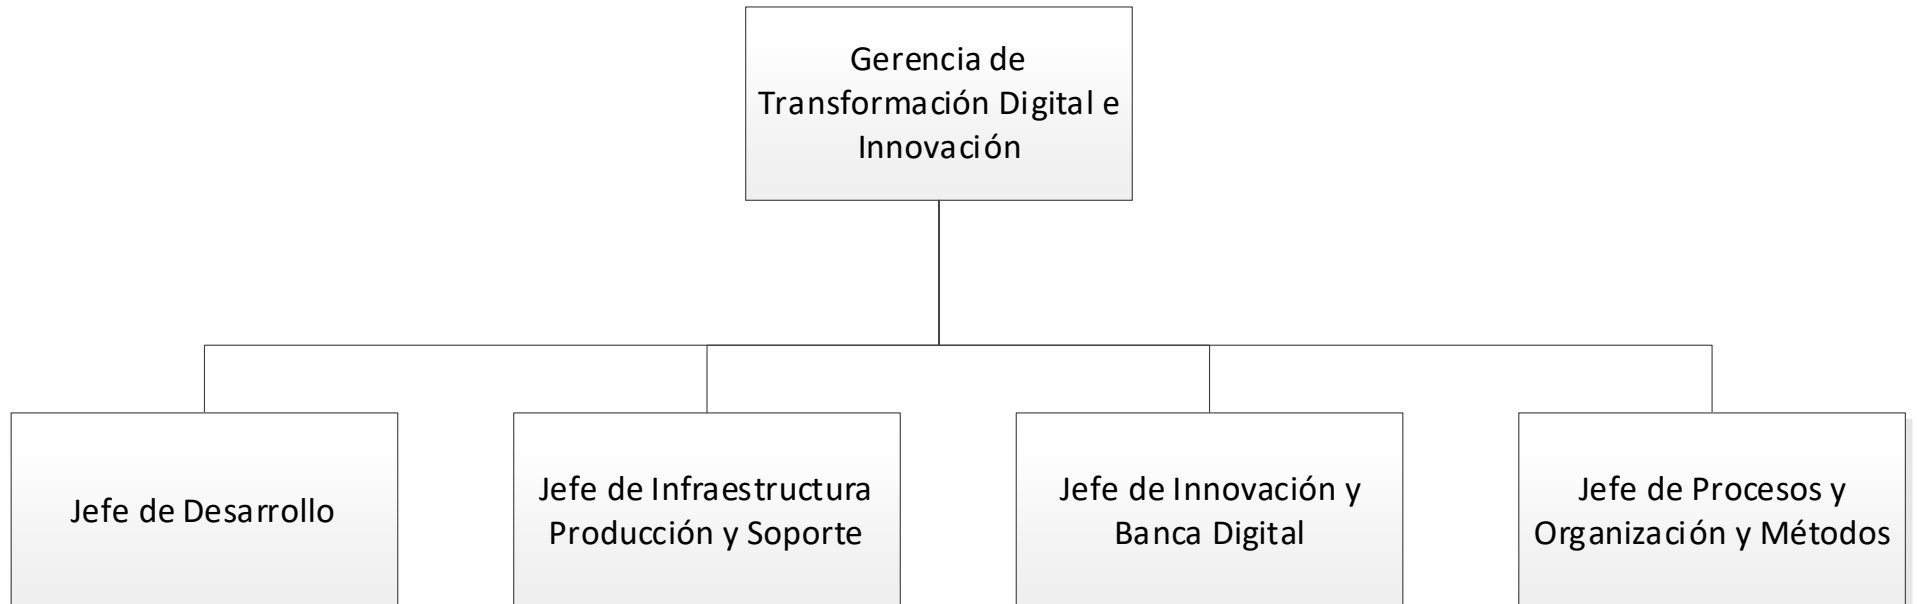 Gerencia de
Transformación Digital e
Innovación
Jefe de Desarrollo
Jefe de Infraestructura
Producción y Soporte
Jefe de Innovación y
Banca Digital
Jefe de Procesos y
Organización y Métodos